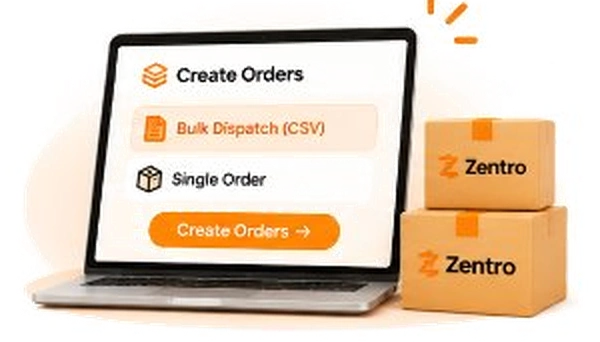 Create Orders
Bulk Dispatch (CSV)
Single Order
Create Orders →
Zentro
Zentro